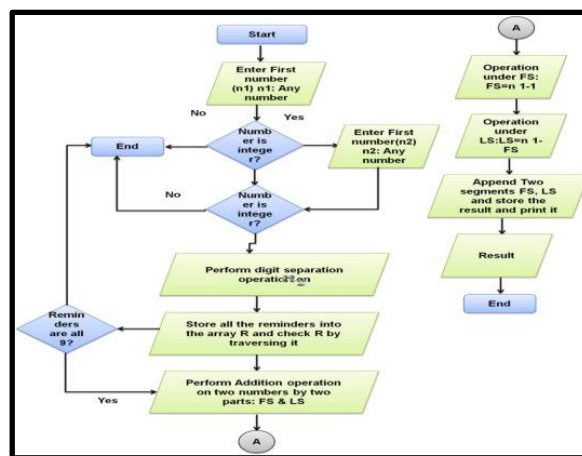 Start
Enter First
number
(n1) n1: Any
number
No
Yes
Numb
er is
intege
r?
End
Enter First
number(n2)
n2: Any
number
No
Numb
er is
intege
r?
Perform digit separation
Store all the reminders into
the array R and check R by
traversing it
Remin
ders
are all
9?
Yes
Perform Addition operation
on two numbers by two
parts: FS & LS
A
A
Operation
under FS:
FS=n 1-1
Operation
under
LS:LS=n 1-
FS
Append Two
segments FS, LS
and store the
result and print it
Result
End